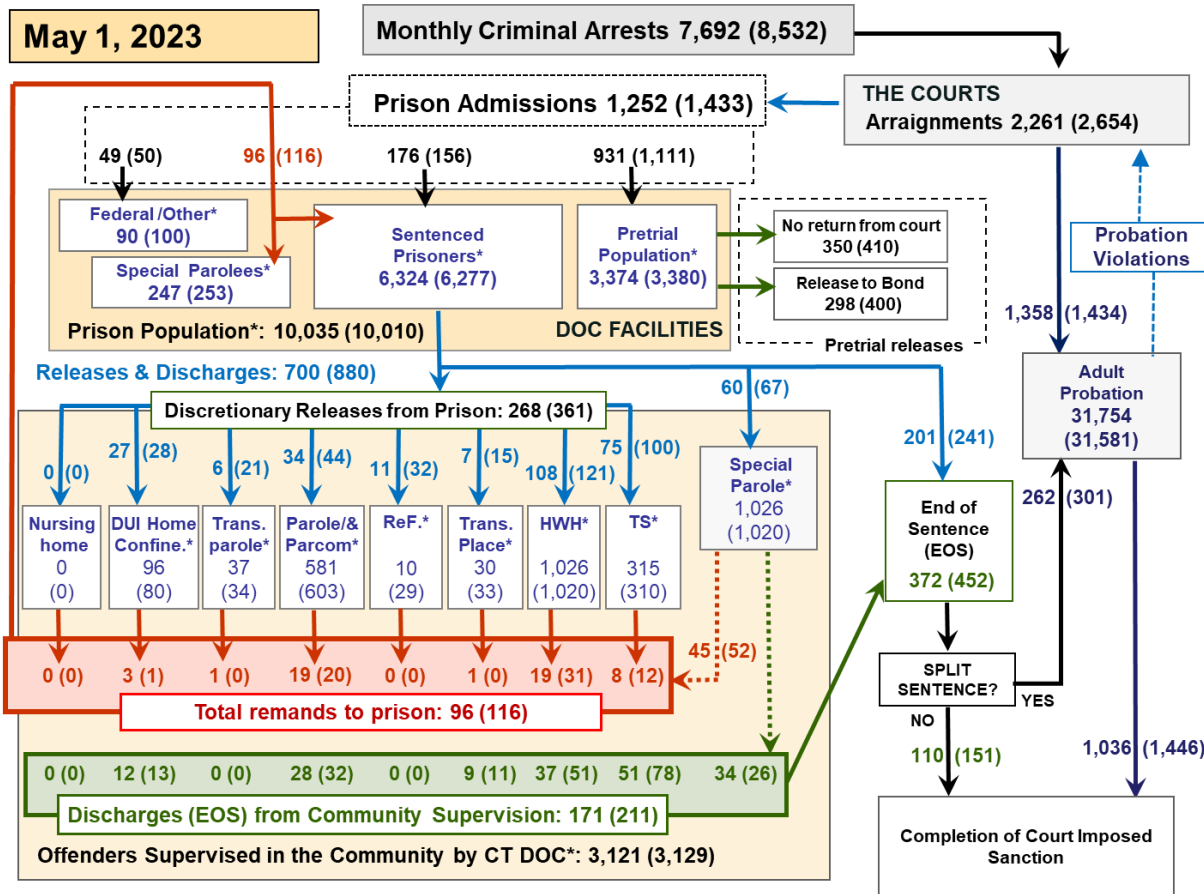 May 1, 2023
Monthly Criminal Arrests 7,692 (8,532)
Prison Admissions 1,252 (1,433)
THE COURTS
Arraignments 2,261 (2,654)
49 (50)
96 (116)
176 (156)
931 (1,111)
Federal /Other*
90 (100)
Special Parolees*
247 (253)
Sentenced
Prisoners*
6,324 (6,277)
Pretrial
Population*
3,374 (3,380)
No return from court
350 (410)
Release to Bond
298 (400)
Pretrial releases
Probation
Violations
Prison Population*: 10,035 (10,010)
DOC FACILITIES
1,358 (1,434)
Adult
Probation
31,754
(31,581)
Releases & Discharges: 700 (880)
60 (67)
Discretionary Releases from Prison: 268 (361)
201 (241)
0 (0)
27 (28)
6 (21)
34 (44)
11 (32)
7 (15)
108 (121)
75 (100)
Nursing
home
0
(0)
DUI Home
Confine.*
96
(80)
Trans.
parole*
37
(34)
Parole/&
Parcom*
581
(603)
ReF.*
10
(29)
Trans.
Place*
30
(33)
HWH*
1,026
(1,020)
TS*
315
(310)
Special
Parole*
1,026
(1,020)
End of
Sentence
(EOS)
372 (452)
262 (301)
0 (0)
3 (1)
1 (0)
19 (20)
0 (0)
1 (0)
19 (31)
8 (12)
45 (52)
Total remands to prison: 96 (116)
SPLIT
SENTENCE?
YES
NO
110 (151)
1,036 (1,446)
0 (0)
12 (13)
0 (0)
28 (32)
0 (0)
9 (11)
37 (51)
51 (78)
34 (26)
Discharges (EOS) from Community Supervision: 171 (211)
Offenders Supervised in the Community by CT DOC*: 3,121 (3,129)
Completion of Court Imposed
Sanction